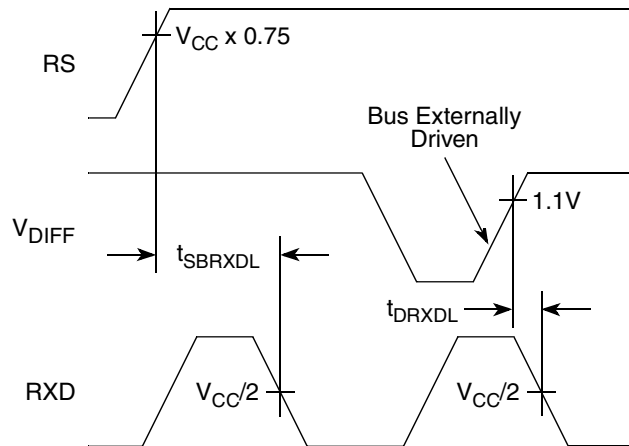 V_CC x 0.75
RS
Bus Externally
Driven
1.1V
V_DIFF
t_SBRXDL
t_DRXDL
RXD
V_CC/2
V_CC/2